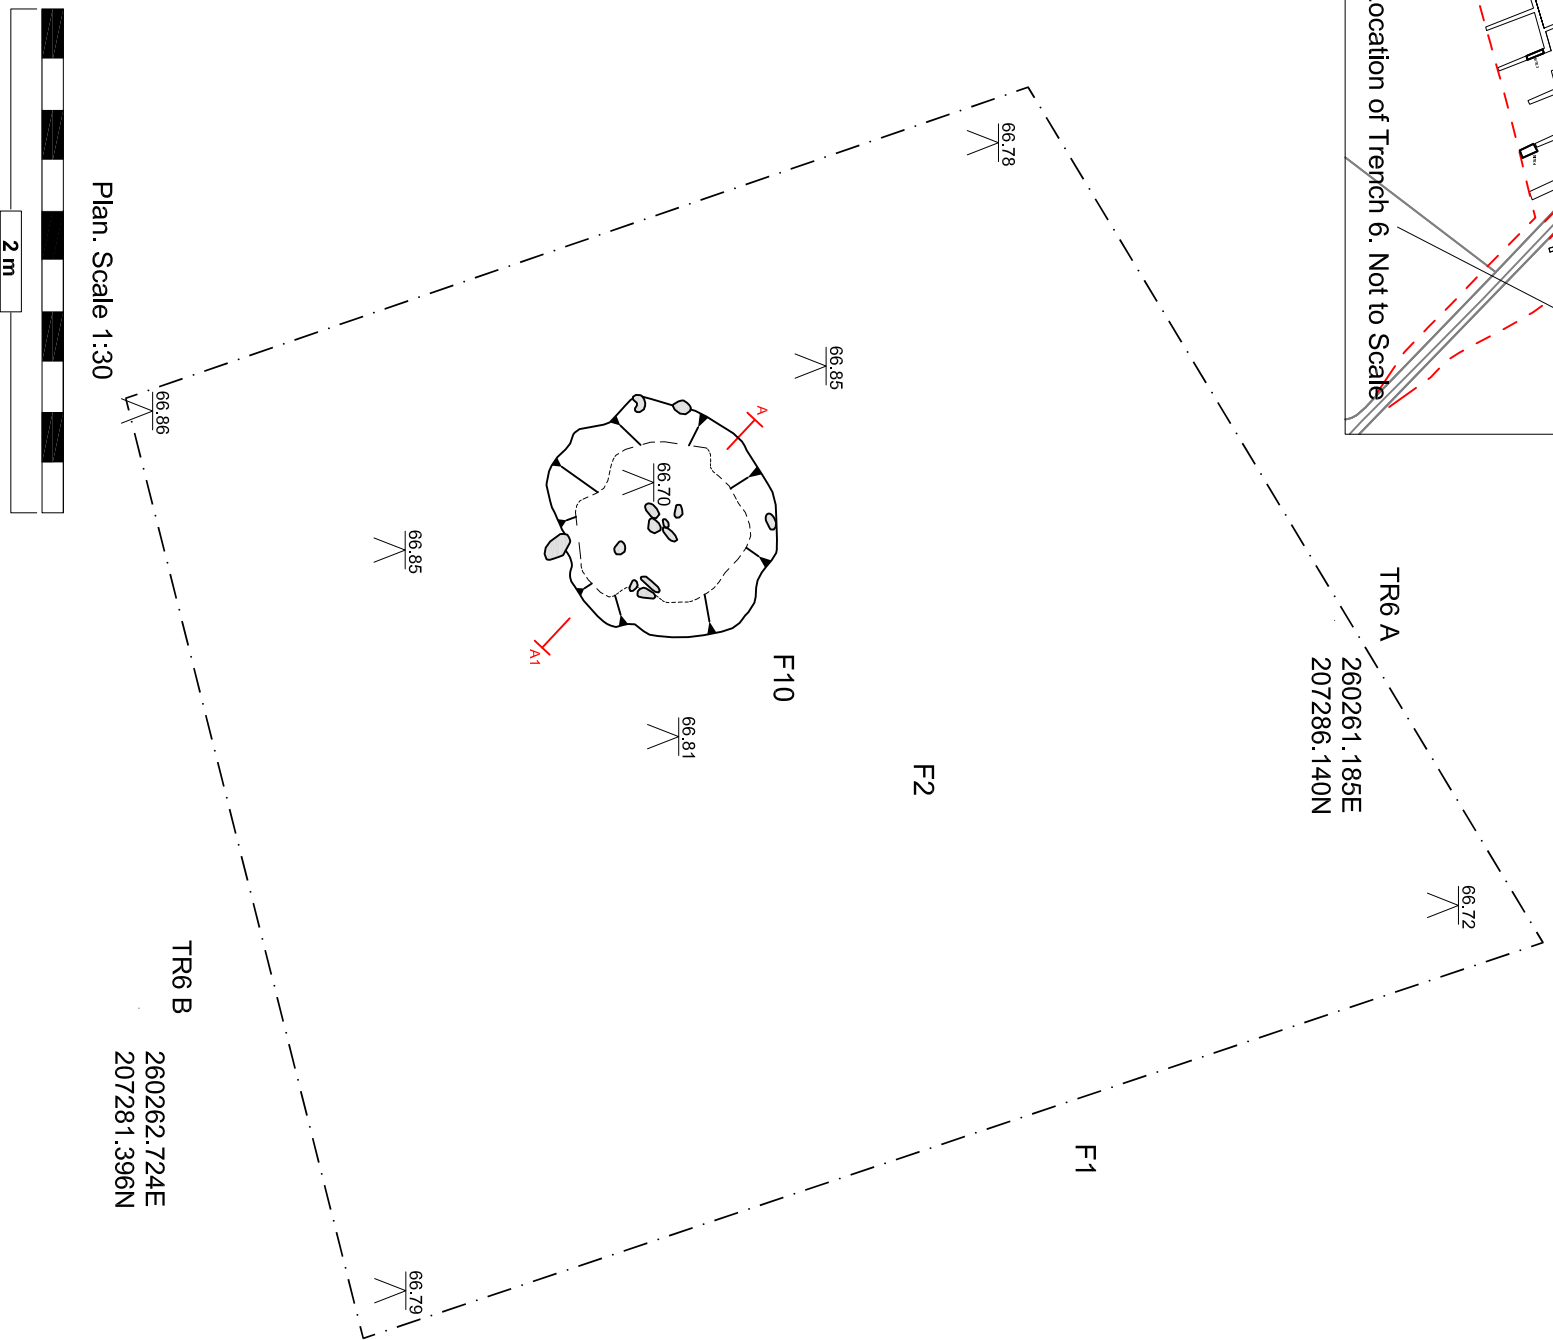 ocation of Trench 6. Not to Scale
TR6 A
260261.185E
207286.140N
66.72
F1
66.78
F2
66.85
A
F10
66.70
66.81
A1
66.85
66.86
66.79
TR6 B
260262.724E
207281.396N
Plan. Scale 1:30
2 m